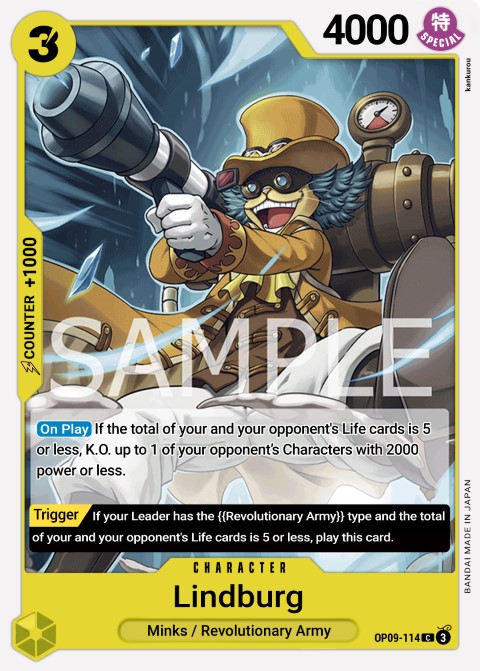 3
4000
特
SPECIAL
kankurou
COUNTER +1000
SAMPLE
On Play If the total of your and your opponent's Life cards is 5
or less, K.O. up to 1 of your opponent's Characters with 2000
power or less.
Trigger If your Leader has the {{Revolutionary Army}} type and the total
of your and your opponent's Life cards is 5 or less, play this card.
CHARACTER
Lindburg
Minks / Revolutionary Army
OP09-114 C 3
BANDAI MADE IN JAPAN